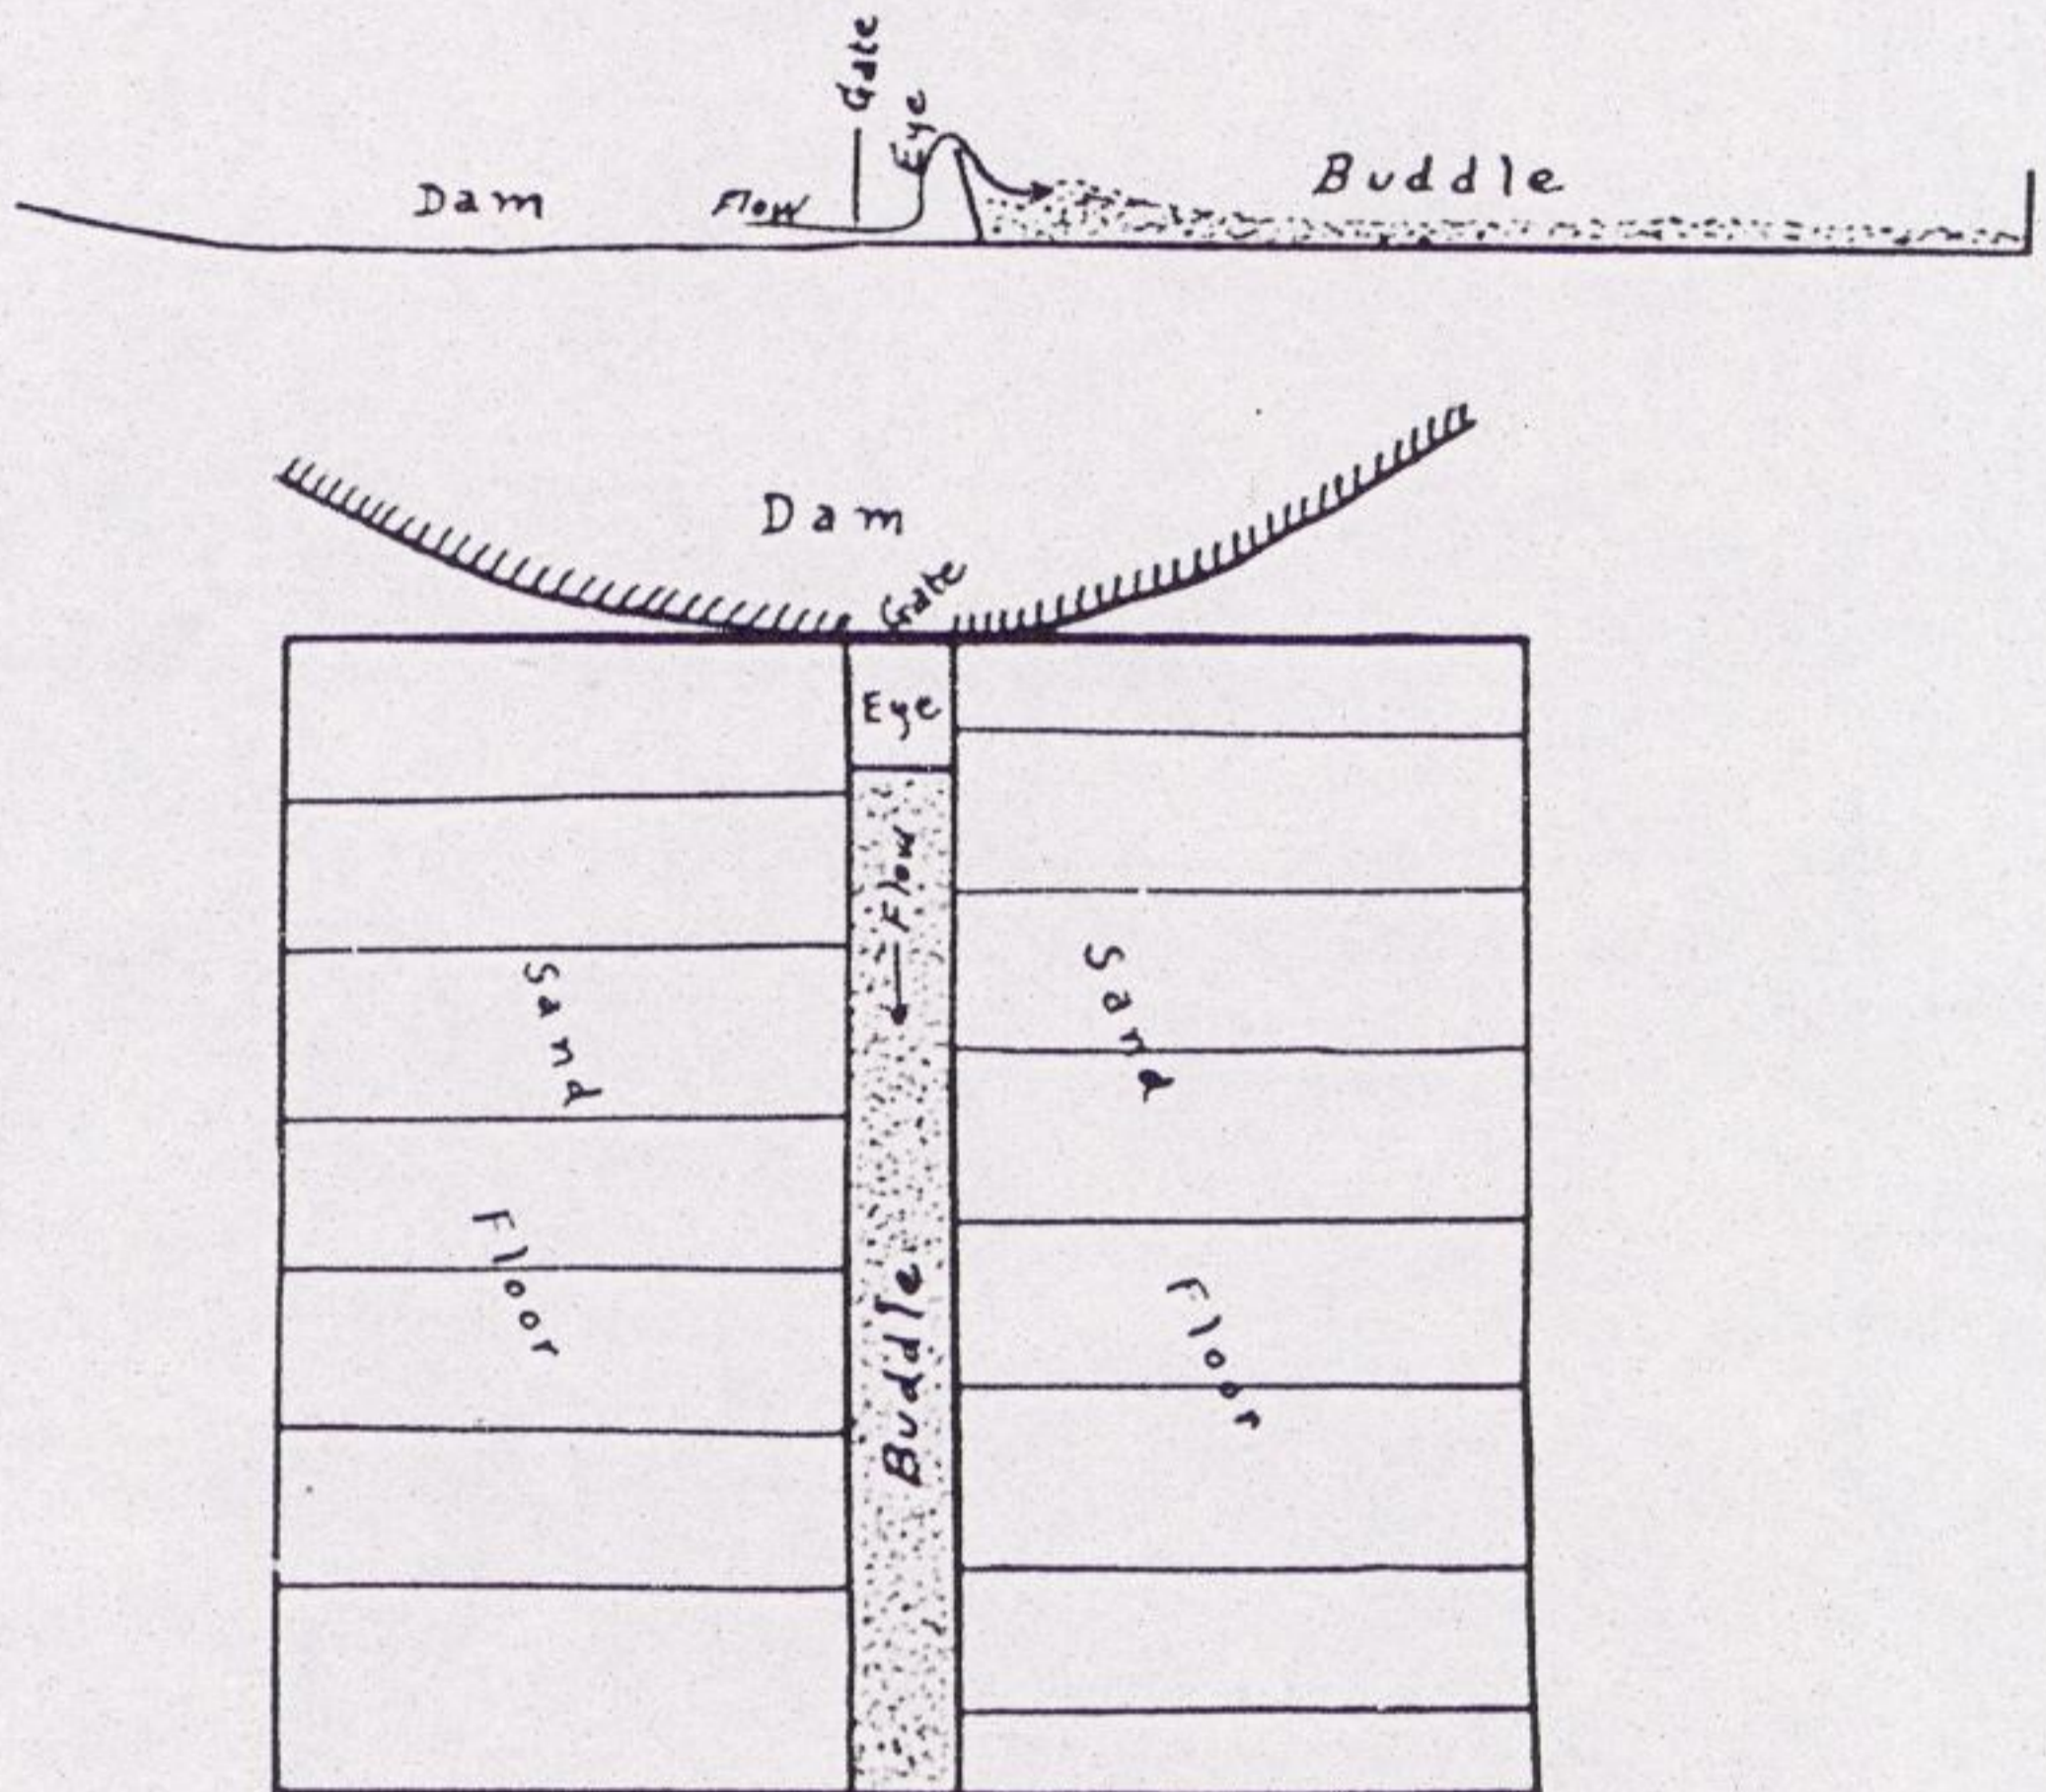 Gate
Eye
Dam
Flow
Buddle
Dam
Gate
Eye
Flow
Sand
Sand
Floor
Floor
Buddle